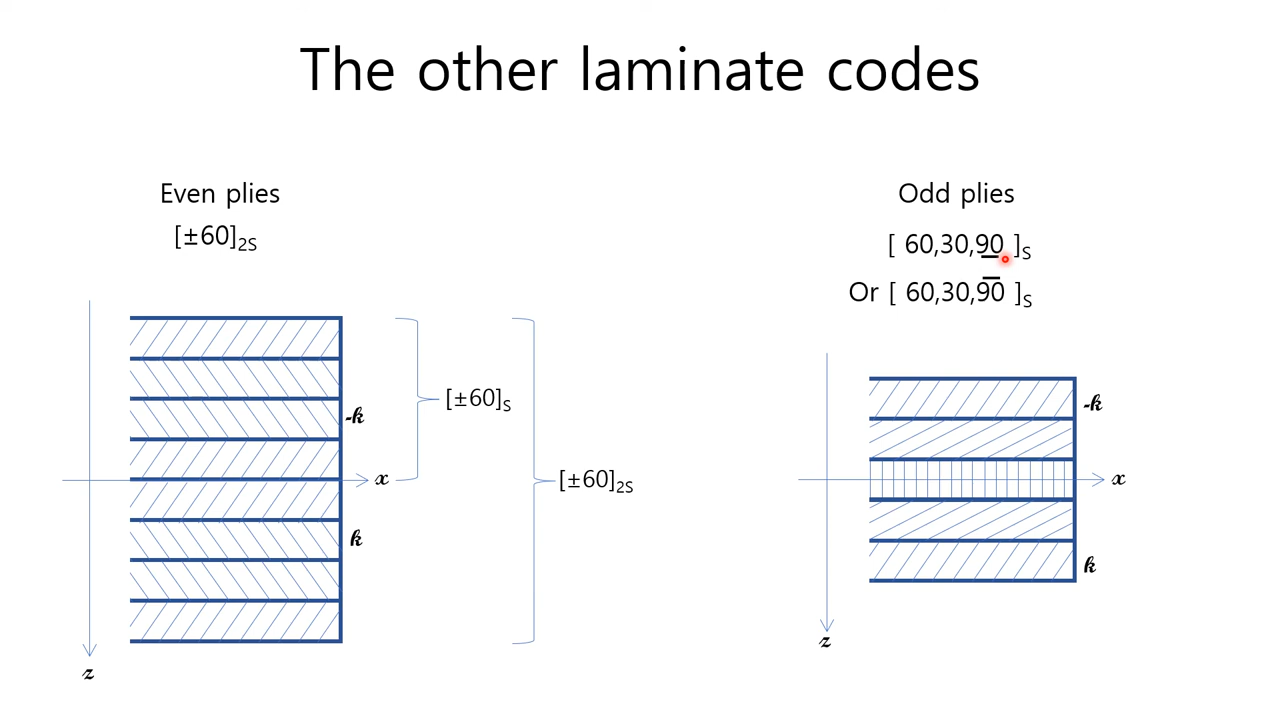 The other laminate codes
Even plies
[±60]2S
Odd plies
[ 60,30,90 ]S
Or [ 60,30,90 ]S
[±60]S
[±60]2S
-k
x
k
z
-k
x
k
z